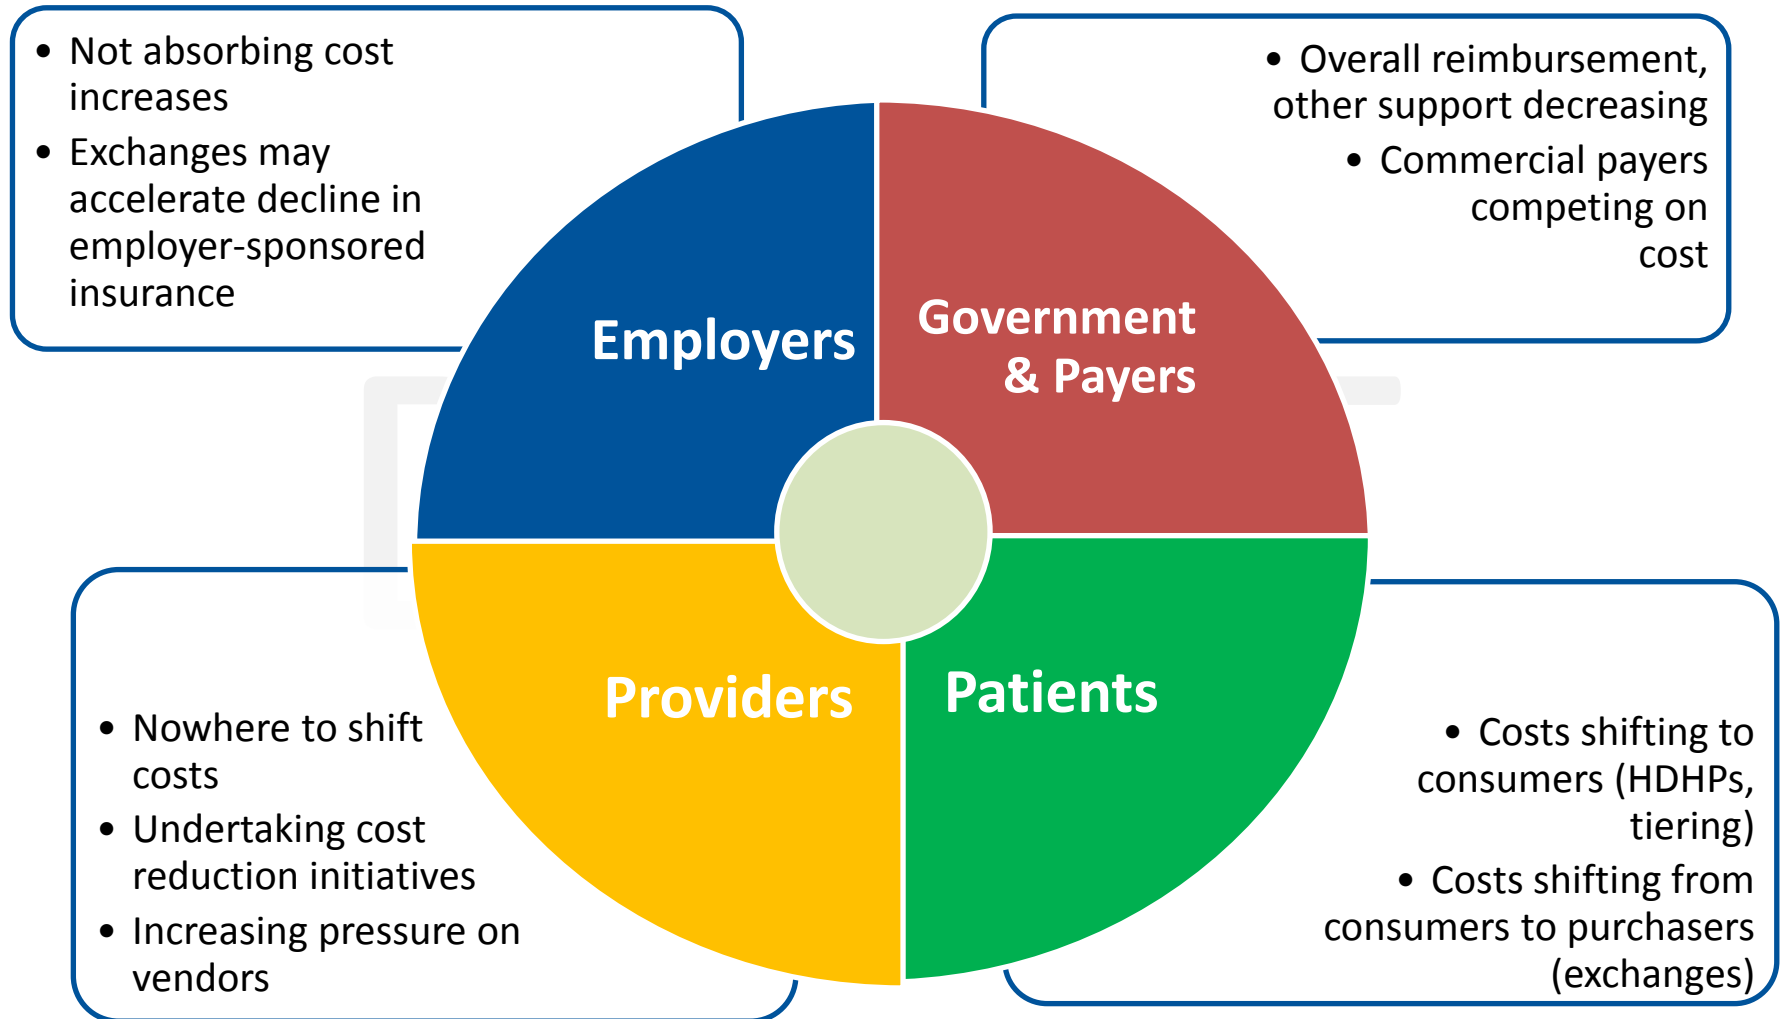 • Not absorbing cost
increases
• Exchanges may
accelerate decline in
employer-sponsored
insurance
• Overall reimbursement,
other support decreasing
• Commercial payers
competing on
cost
Employers
Government
& Payers
Providers
Patients
• Nowhere to shift
costs
• Undertaking cost
reduction initiatives
• Increasing pressure on
vendors
• Costs shifting to
consumers (HDHPs,
tiering)
• Costs shifting from
consumers to purchasers
(exchanges)